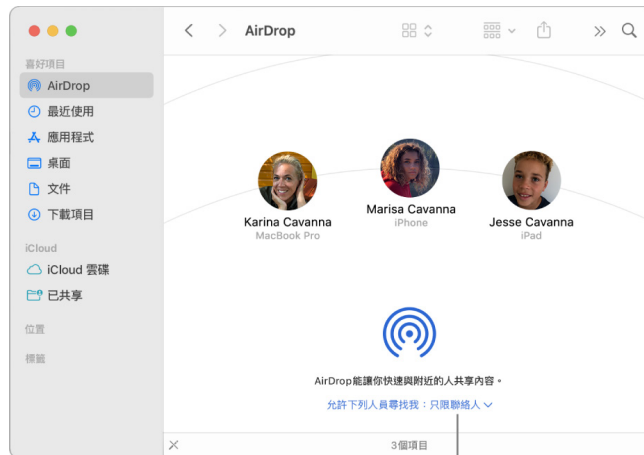 AirDrop
喜好項目
AirDrop
最近使用
應用程式
桌面
文件
下載項目
iCloud
iCloud 雲碟
已共享
位置
標籤
Karina Cavanna
MacBook Pro
Marisa Cavanna
iPhone
Jesse Cavanna
iPad
AirDrop能讓你快速與附近的人共享內容。
允許下列人員尋找我：只限聯絡人
3個項目